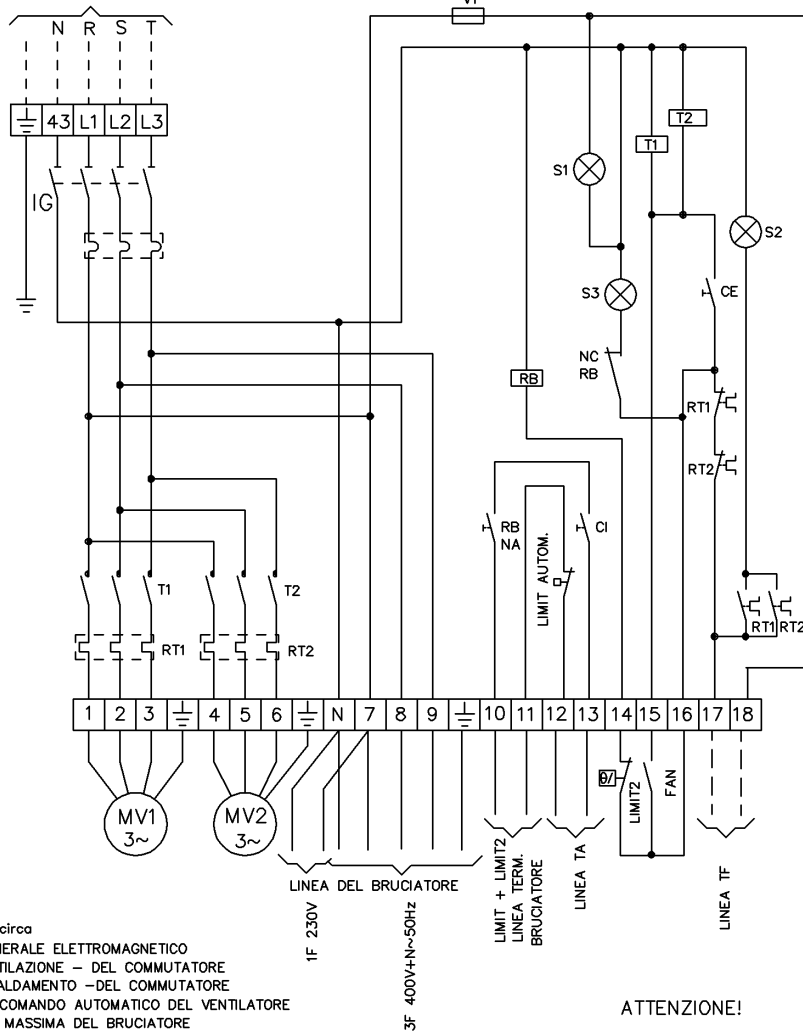 VF
N R S T
43 L1 L2 L3
IG
S1
T1
T2
S2
S3
CE
NC
RB
RB
RT1
RT2
RB
NA
LIMIT AUTOM.
CI
T1
T2
RT1
RT2
RT1 RT2
1 2 3 4 5 6 N 7 8 9 10 11 12 13 14 15 16 17 18
MV1
3~
MV2
3~
θ/
LIMIT2
FAN
LINEA DEL BRUCIATORE
1F 230V
3F 400V+N~50Hz
LIMIT + LIMIT2
LINEA TERM.
BRUCIATORE
LINEA TA
LINEA TF
circa
NERALE ELETTROMAGNETICO
TILAZIONE – DEL COMMUTATORE
ALDAMENTO –DEL COMMUTATORE
COMANDO AUTOMATICO DEL VENTILATORE
MASSIMA DEL BRUCIATORE
ATTENZIONE!